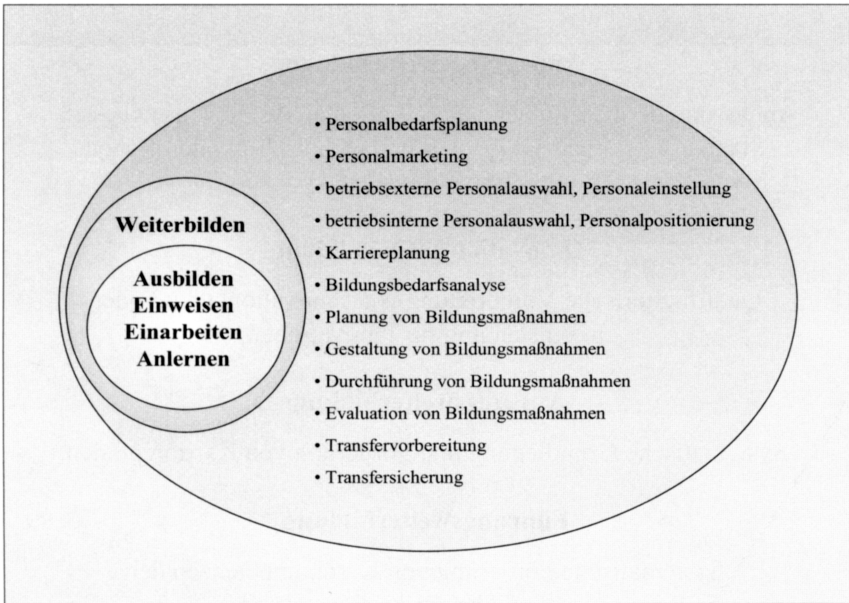 • Personalbedarfsplanung
• Personalmarketing
• betriebsexterne Personalauswahl, Personaleinstellung
• betriebsinterne Personalauswahl, Personalpositionierung
• Karriereplanung
• Bildungsbedarfsanalyse
• Planung von Bildungsmaßnahmen
• Gestaltung von Bildungsmaßnahmen
• Durchführung von Bildungsmaßnahmen
• Evaluation von Bildungsmaßnahmen
• Transfervorbereitung
• Transfersicherung
Weiterbilden
Ausbilden
Einweisen
Einarbeiten
Anlernen